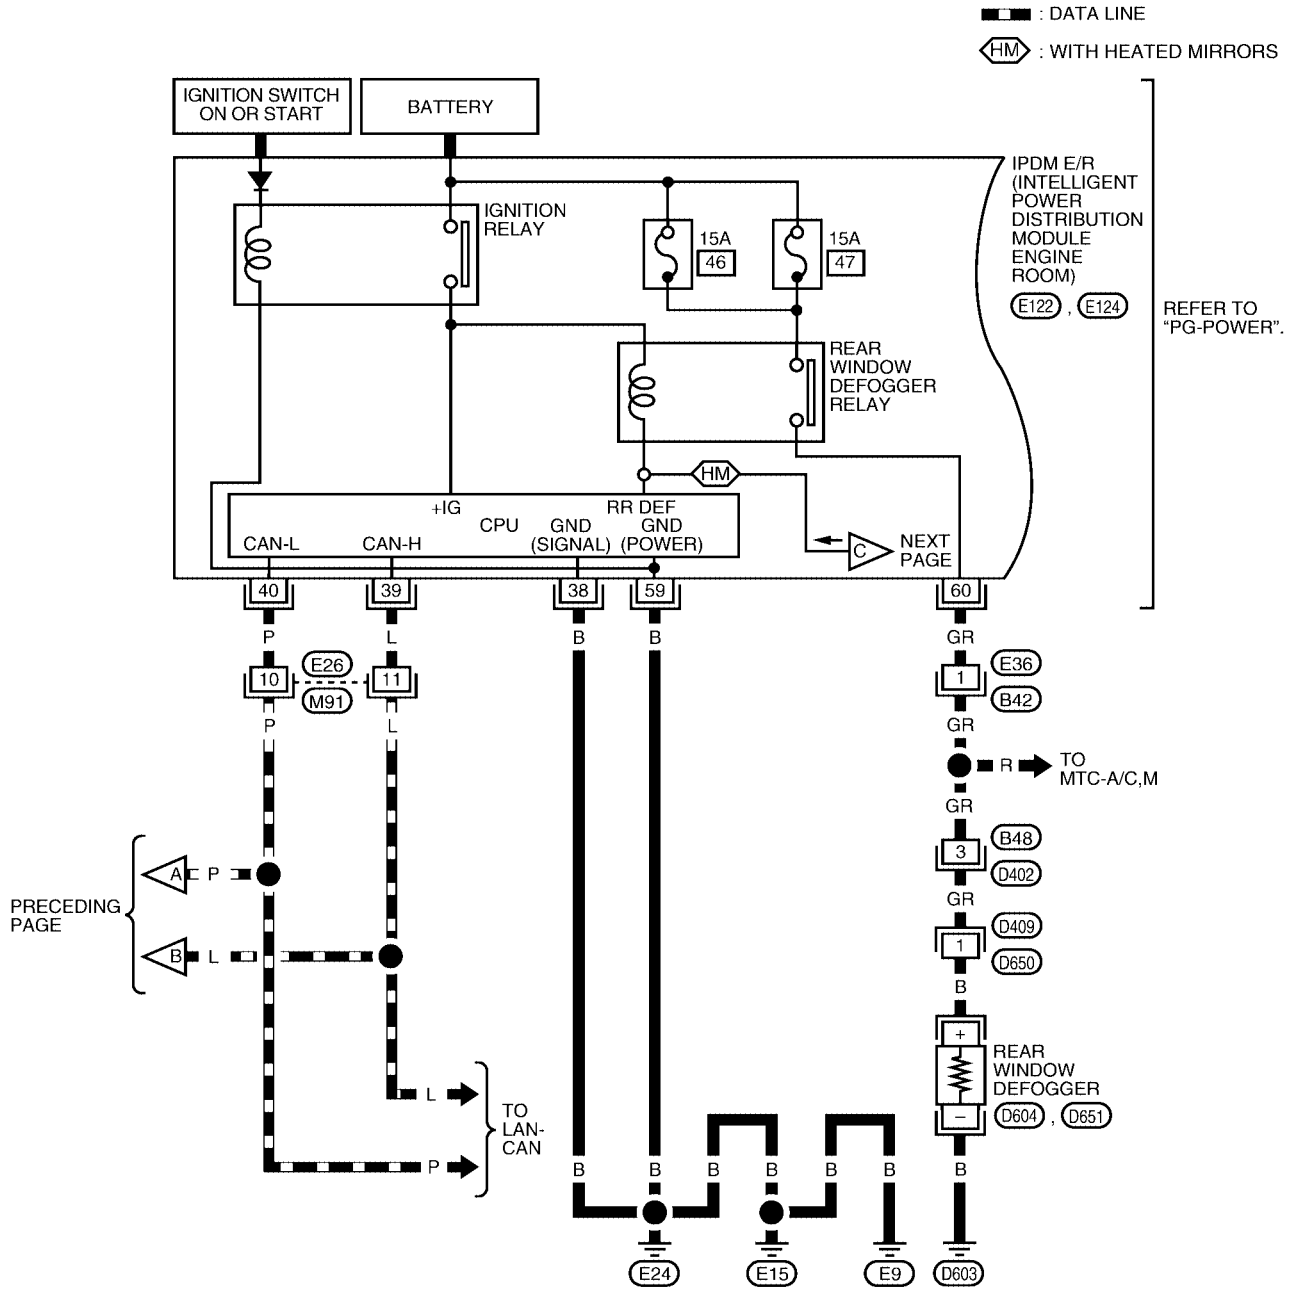 : DATA LINE
HM : WITH HEATED MIRRORS
IGNITION SWITCH
ON OR START
BATTERY
IPDM E/R
(INTELLIGENT
POWER
DISTRIBUTION
MODULE
ENGINE
ROOM)
E122 , E124
REFER TO
“PG-POWER”.
IGNITION
RELAY
15A
46
15A
47
REAR
WINDOW
DEFOGGER
RELAY
HM
+IG
RR DEF
CPU
GND
(SIGNAL)
GND
(POWER)
CAN-L
CAN-H
C
NEXT
PAGE
40
39
38
59
60
P
L
B
B
GR
10
E26
M91
11
1
E36
B42
P
L
GR
R
TO
MTC-A/C,M
GR
3
B48
D402
GR
PRECEDING
PAGE
A
P
B
L
1
D409
D650
B
+
REAR
WINDOW
DEFOGGER
–
D604 , D651
L
P
TO
LAN-
CAN
B
B
B
B
B
B
B
E24
E15
E9
D603